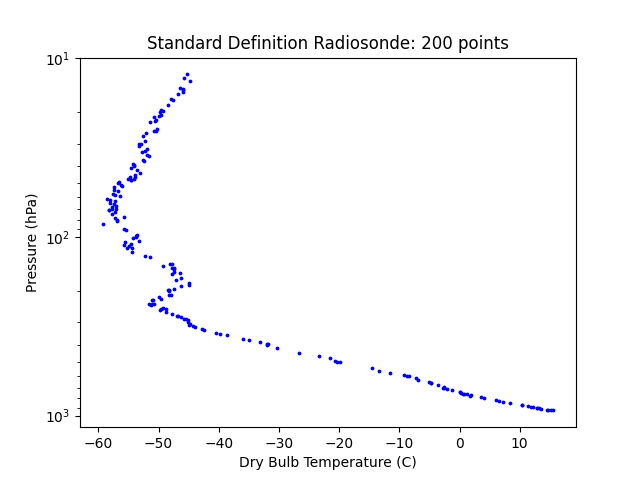 Standard Definition Radiosonde: 200 points
10¹
10²
10³
Pressure (hPa)
−60 −50 −40 −30 −20 −10 0 10
Dry Bulb Temperature (C)